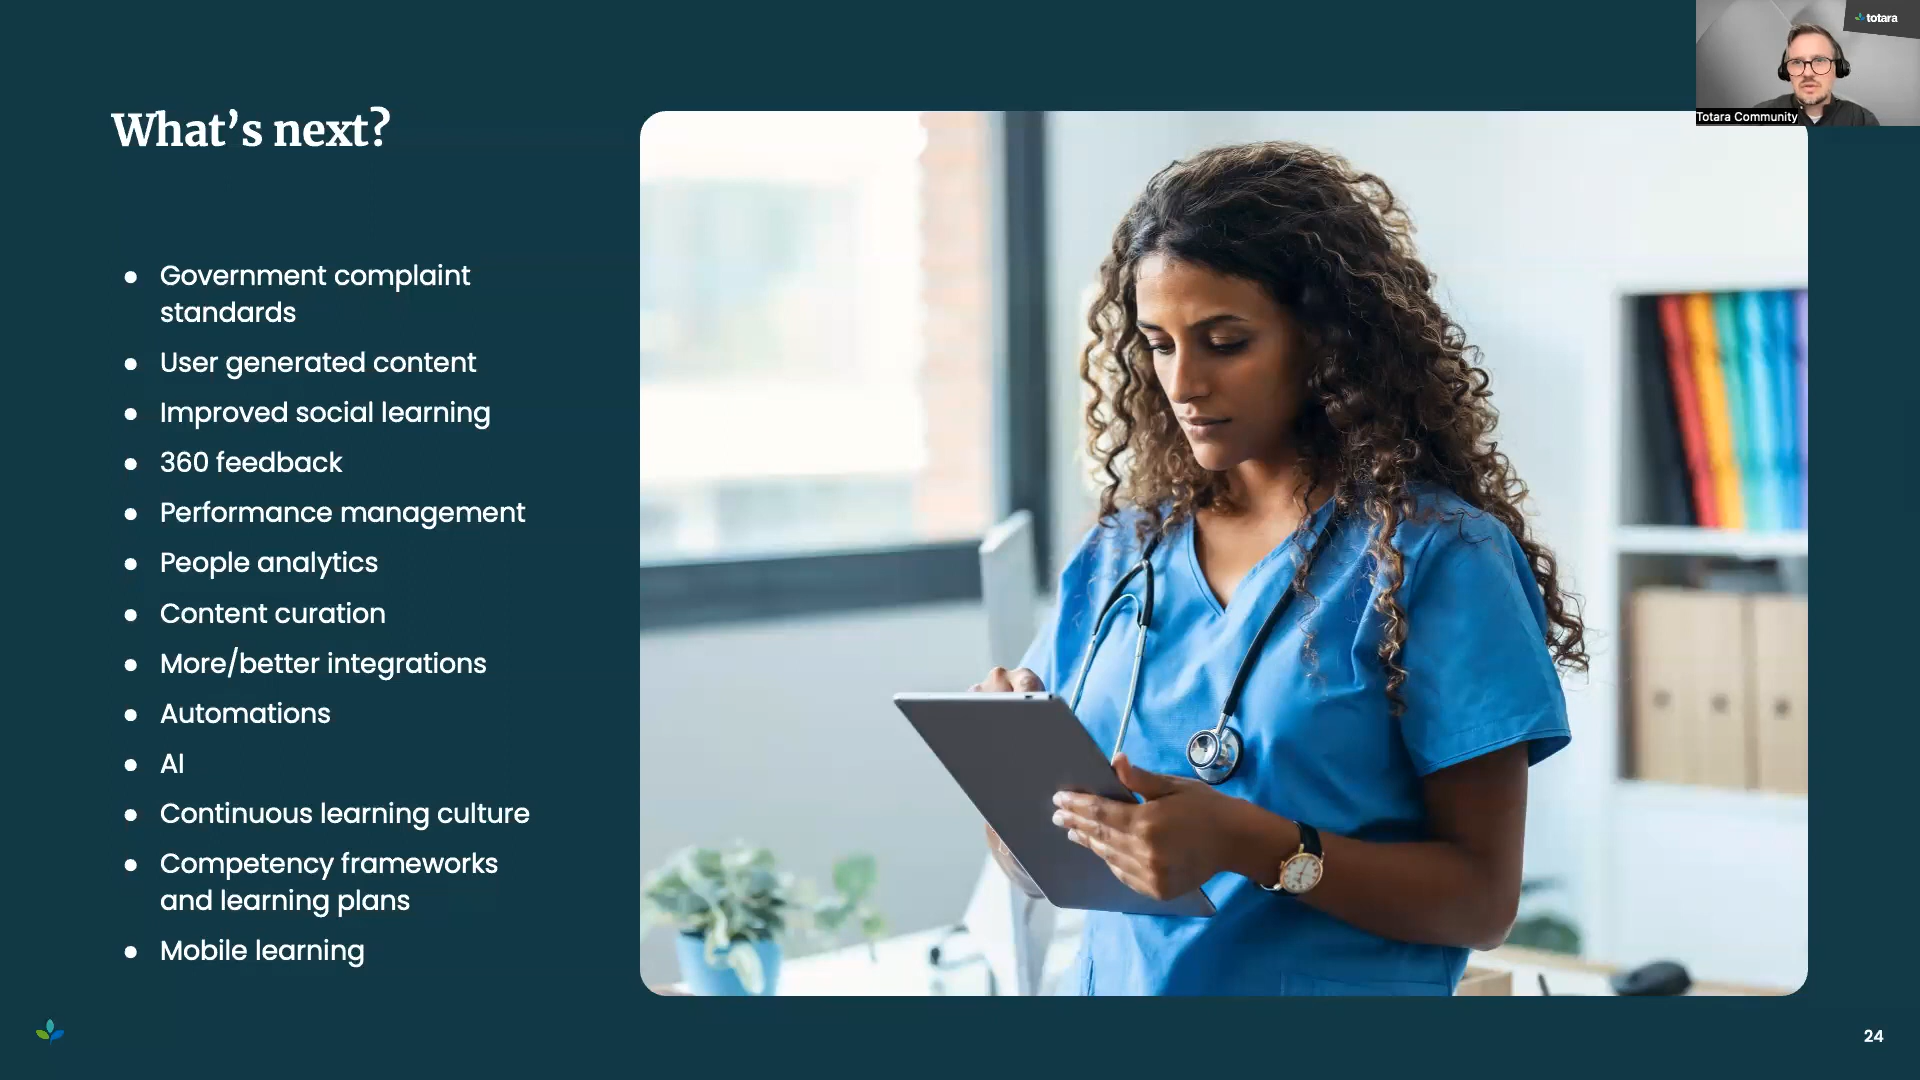 totara
Totara Community
What's next?
● Government complaint
standards
● User generated content
● Improved social learning
● 360 feedback
● Performance management
● People analytics
● Content curation
● More/better integrations
● Automations
● AI
● Continuous learning culture
● Competency frameworks
and learning plans
● Mobile learning
24